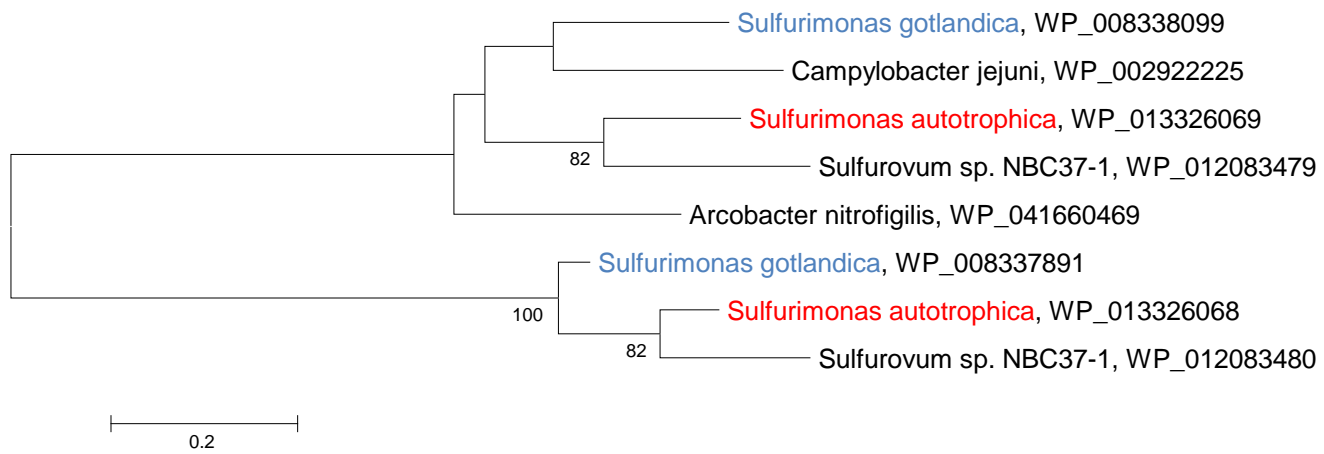 Sulfurimonas gotlandica, WP_008338099
Campylobacter jejuni, WP_002922225
Sulfurimonas autotrophica, WP_013326069
82
Sulfurovum sp. NBC37-1, WP_012083479
Arcobacter nitrofigilis, WP_041660469
Sulfurimonas gotlandica, WP_008337891
100
Sulfurimonas autotrophica, WP_013326068
82
Sulfurovum sp. NBC37-1, WP_012083480
0.2